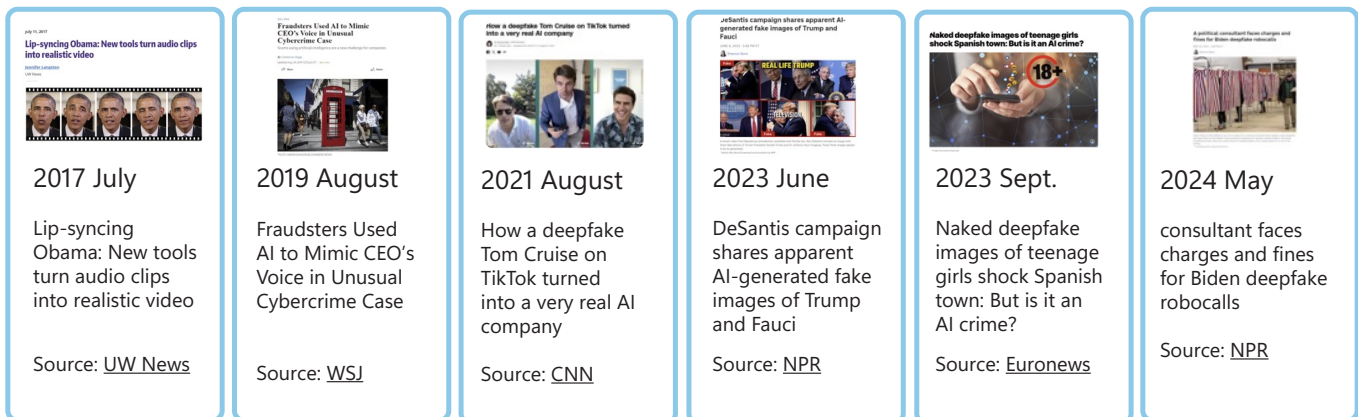 July 11, 2017
Lip-syncing Obama: New tools turn audio clips
into realistic video
Jennifer Langston
UW News
2017 July
Lip-syncing
Obama: New tools
turn audio clips
into realistic video
Source: UW News
Fraudsters Used AI to Mimic
CEO's Voice in Unusual
Cybercrime Case
2019 August
Fraudsters Used
AI to Mimic CEO's
Voice in Unusual
Cybercrime Case
Source: WSJ
How a deepfake Tom Cruise on TikTok turned
into a very real AI company
2021 August
How a deepfake
Tom Cruise on
TikTok turned
into a very real AI
company
Source: CNN
DeSantis campaign shares apparent AI-
generated fake images of Trump and
Fauci
REAL LIFE TRUMP
2023 June
DeSantis campaign
shares apparent
AI-generated fake
images of Trump
and Fauci
Source: NPR
Naked deepfake images of teenage girls
shock Spanish town: But is it an AI crime?
18+
2023 Sept.
Naked deepfake
images of teenage
girls shock Spanish
town: But is it an
AI crime?
Source: Euronews
A political consultant faces charges and
fines for Biden deepfake robocalls
2024 May
consultant faces
charges and fines
for Biden deepfake
robocalls
Source: NPR